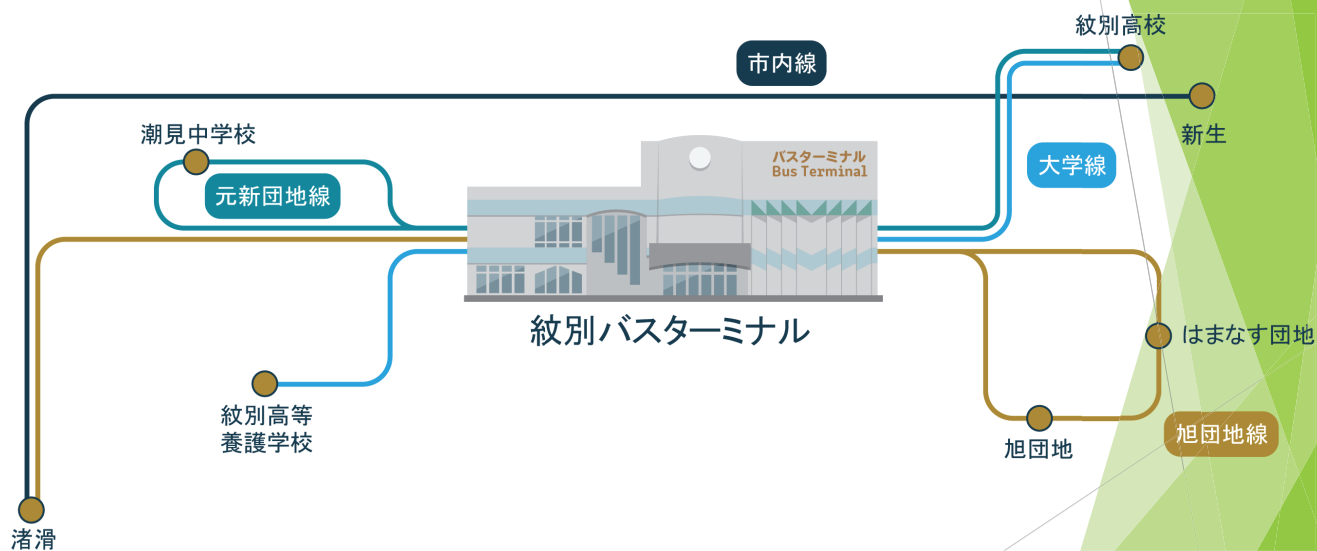 紋別高校
市内線
新生
潮見中学校
大学線
バスターミナル
Bus Terminal
元新団地線
紋別バスターミナル
はまなす団地
紋別高等
養護学校
旭団地線
旭団地
渚滑